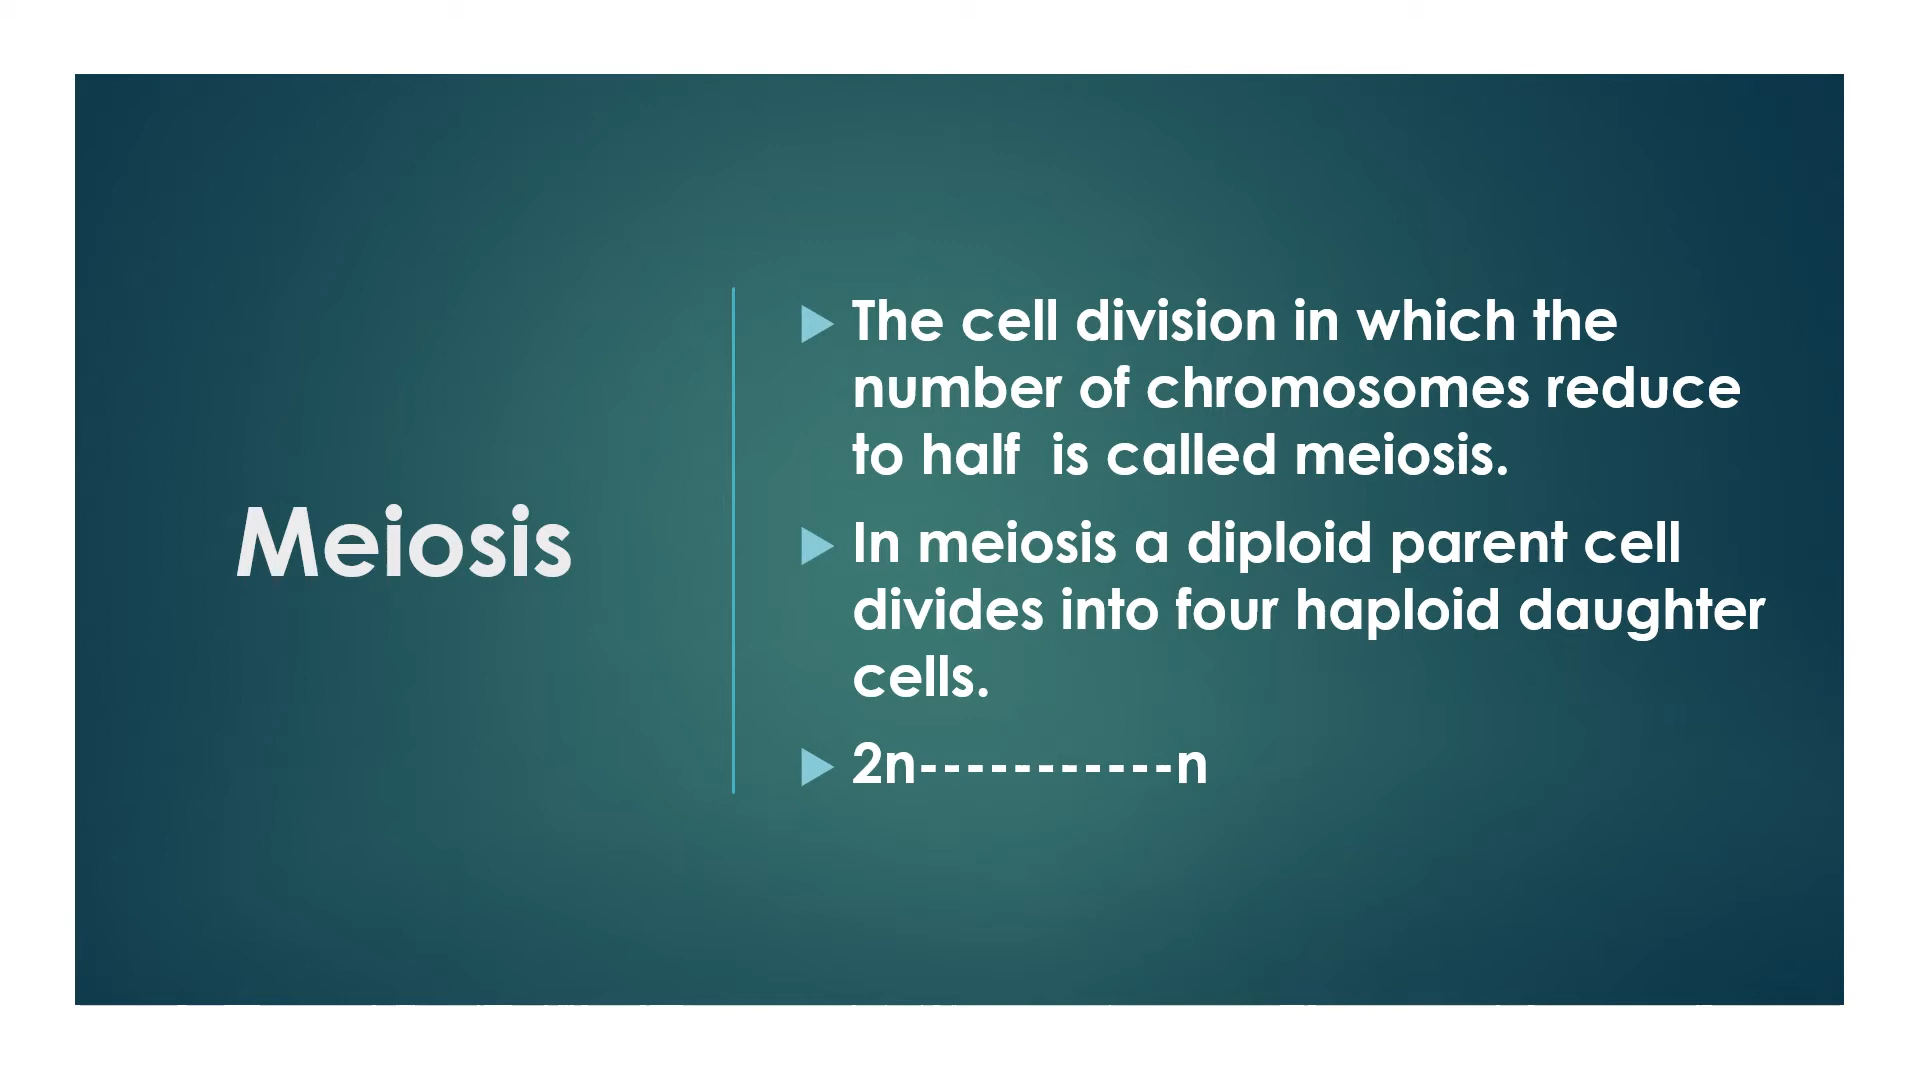 Meiosis
The cell division in which the
number of chromosomes reduce
to half  is called meiosis.
In meiosis a diploid parent cell
divides into four haploid daughter
cells.
2n-----------n